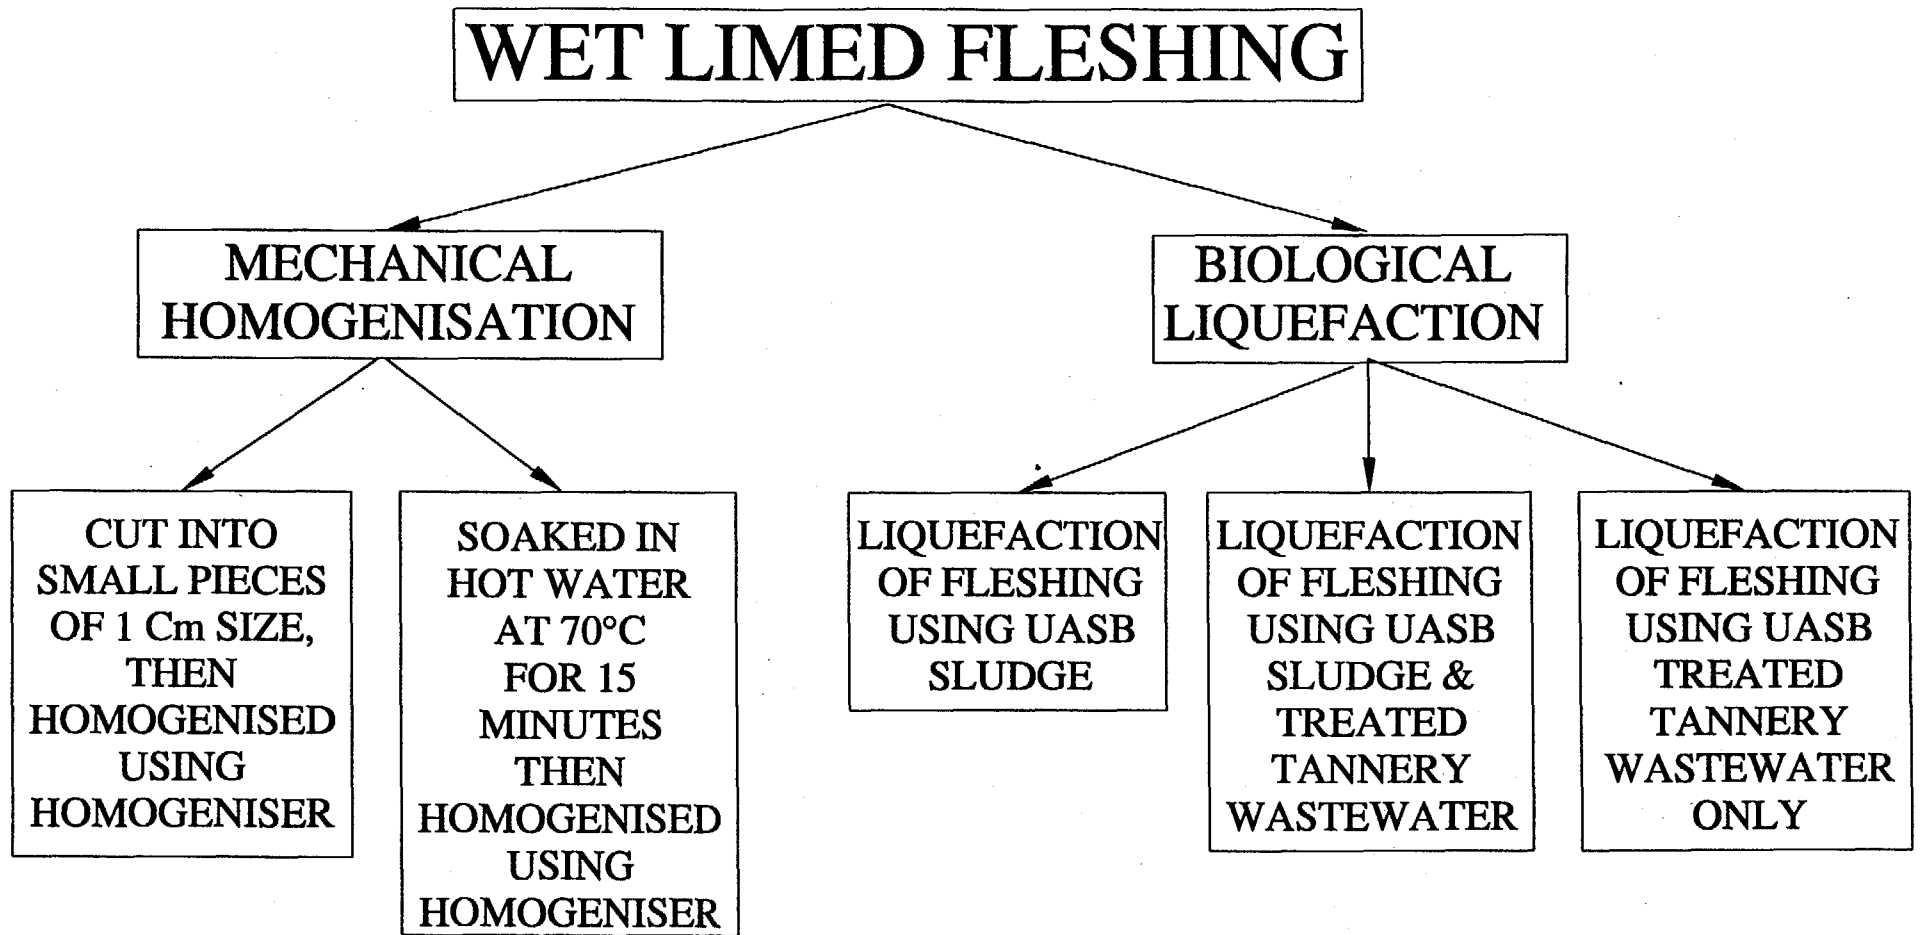 WET LIMED FLESHING
MECHANICAL
HOMOGENISATION
BIOLOGICAL
LIQUEFACTION
CUT INTO
SMALL PIECES
OF 1 Cm SIZE,
THEN
HOMOGENISED
USING
HOMOGENISER
SOAKED IN
HOT WATER
AT 70°C
FOR 15
MINUTES
THEN
HOMOGENISED
USING
HOMOGENISER
LIQUEFACTION
OF FLESHING
USING UASB
SLUDGE
LIQUEFACTION
OF FLESHING
USING UASB
SLUDGE &
TREATED
TANNERY
WASTEWATER
LIQUEFACTION
OF FLESHING
USING UASB
TREATED
TANNERY
WASTEWATER
ONLY